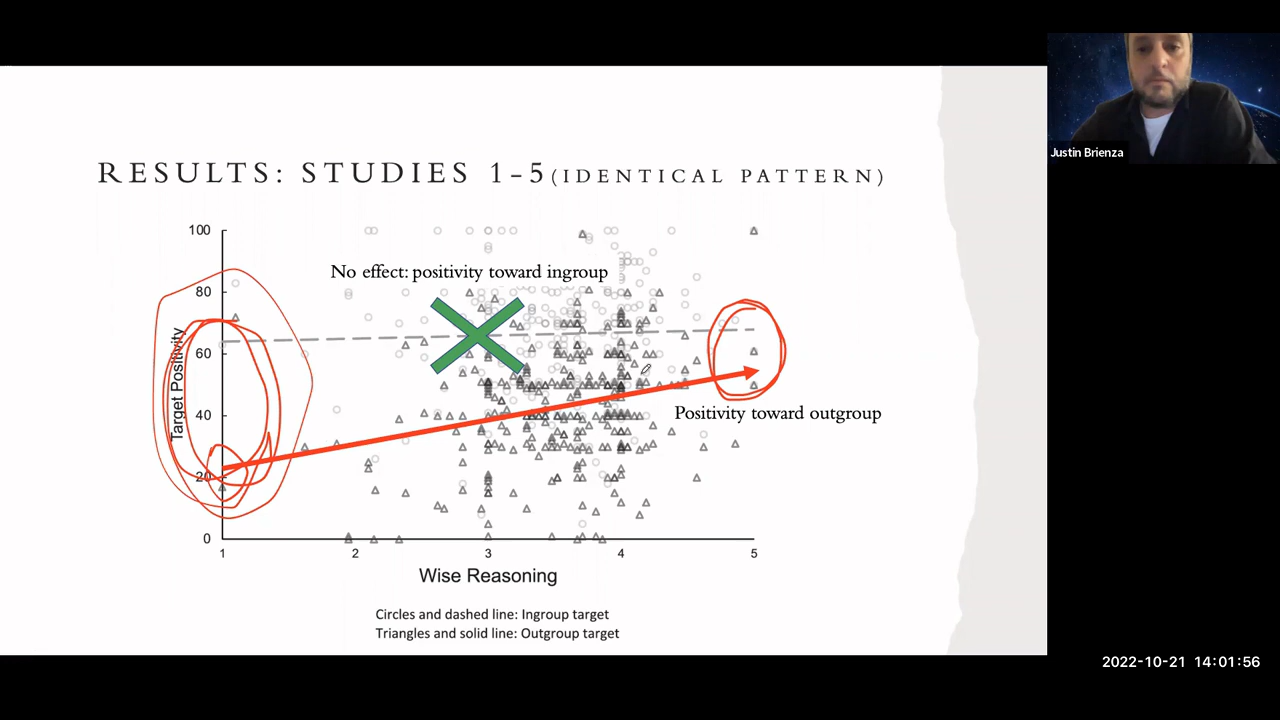 Justin Brienza
RESULTS: STUDIES 1-5(IDENTICAL PATTERN)
100
80
60
40
20
0
Target Positivity
No effect: positivity toward ingroup
Positivity toward outgroup
1 2 3 4 5
Wise Reasoning
Circles and dashed line: Ingroup target
Triangles and solid line: Outgroup target
2022-10-21 14:01:56